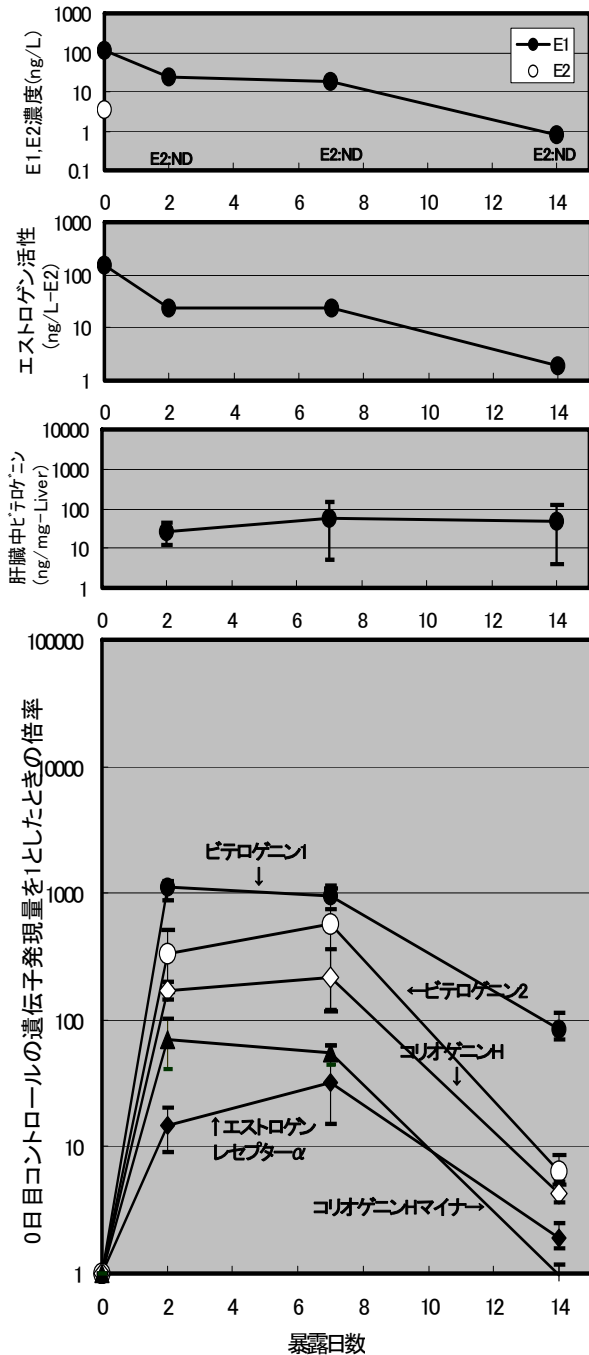 E1,E2濃度(ng/L)
1000
100
10
1
0.1
E1
E2
E2:ND
E2:ND
E2:ND
0 2 4 6 8 10 12 14
エストロゲン活性
(ng/L-E2)
1000
100
10
1
0 2 4 6 8 10 12 14
肝臓中ビテロゲニン
(ng/mg-Liver)
10000
1000
100
10
1
0 2 4 6 8 10 12 14
0日目コントロールの遺伝子発現量を1としたときの倍率
100000
10000
1000
100
10
1
ビテロゲニン1
↓
←ビテロゲニン2
コリオゲニンH
↓
↑エストロゲン
レセプターα
コリオゲニンHマイナ→
0 2 4 6 8 10 12 14
暴露日数